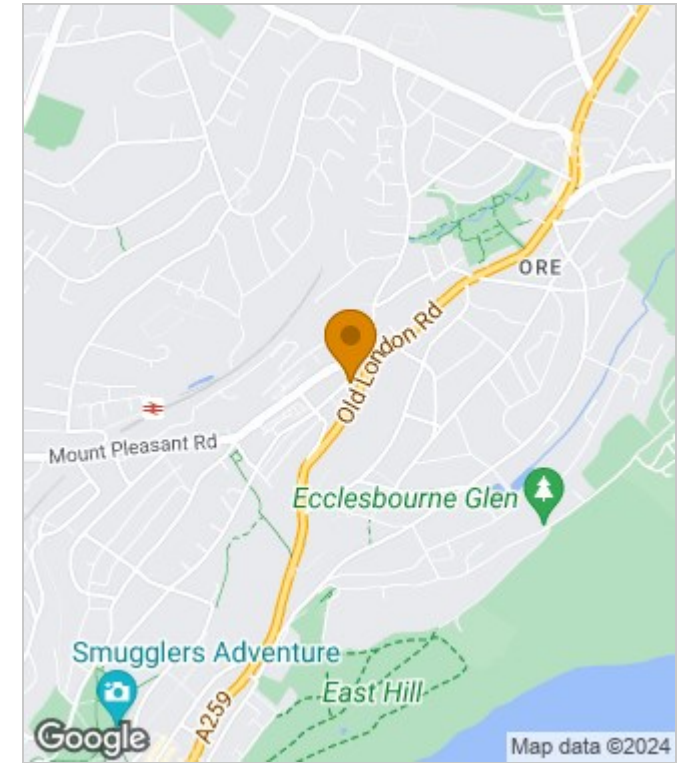 ORE
Old London Rd
Mount Pleasant Rd
Ecclesbourne Glen
Smugglers Adventure
East Hill
A259
Google
Map data ©2024